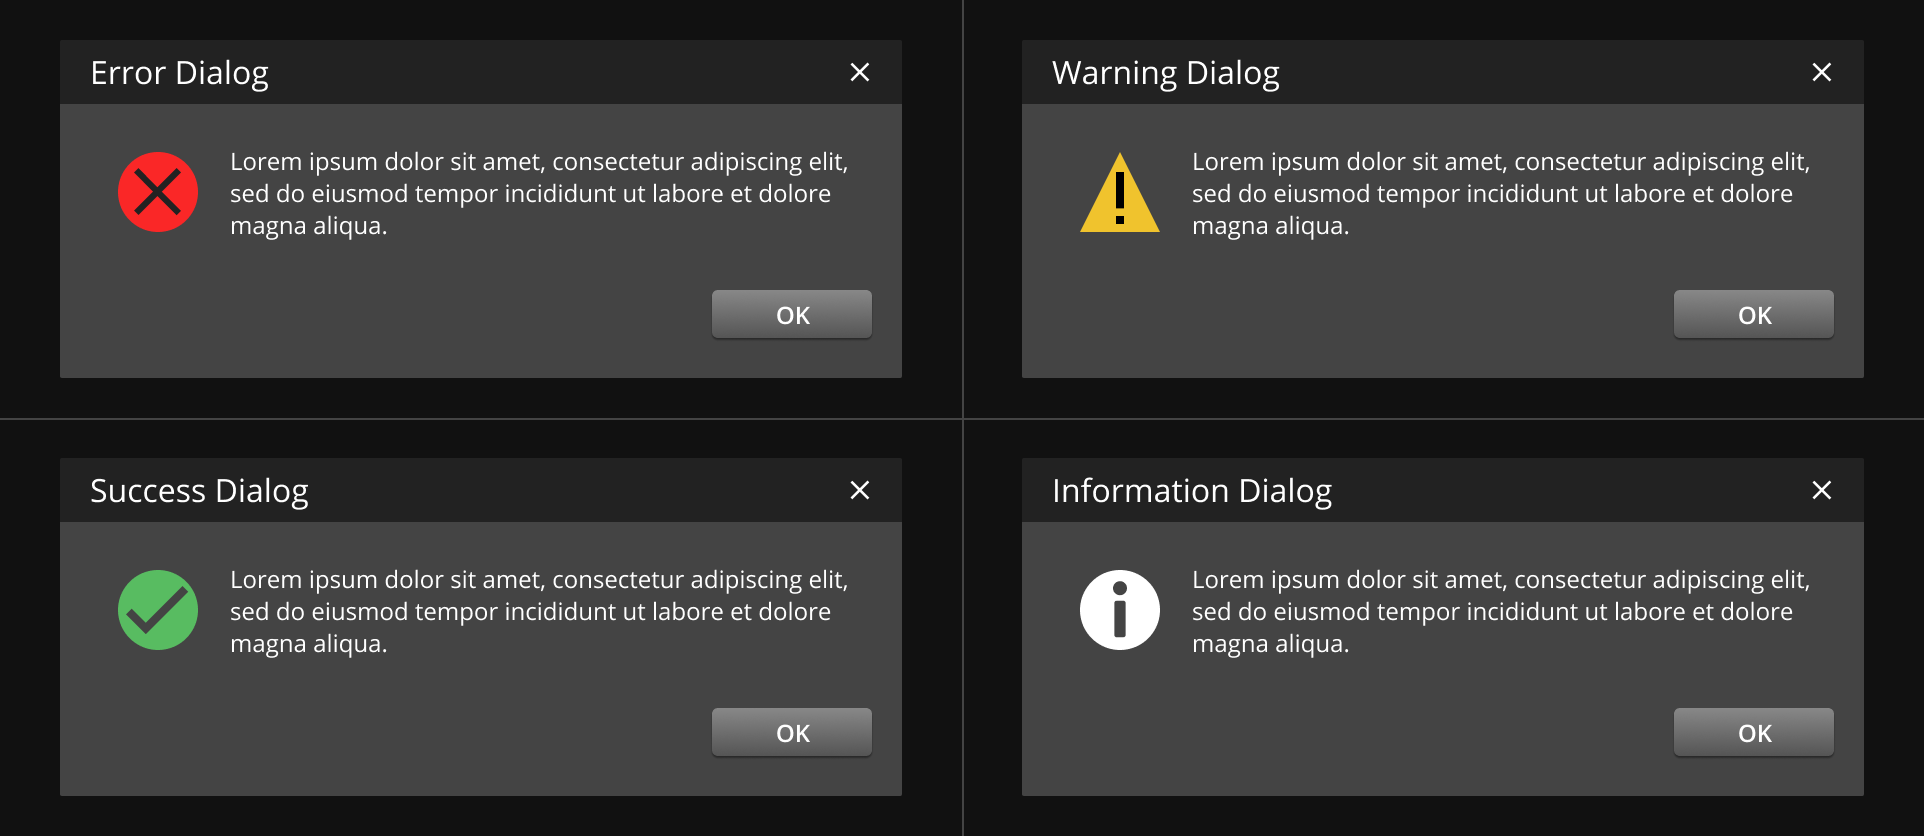 Error Dialog
Lorem ipsum dolor sit amet, consectetur adipiscing elit,
sed do eiusmod tempor incididunt ut labore et dolore
magna aliqua.
OK
Warning Dialog
Lorem ipsum dolor sit amet, consectetur adipiscing elit,
sed do eiusmod tempor incididunt ut labore et dolore
magna aliqua.
OK
Success Dialog
Lorem ipsum dolor sit amet, consectetur adipiscing elit,
sed do eiusmod tempor incididunt ut labore et dolore
magna aliqua.
OK
Information Dialog
Lorem ipsum dolor sit amet, consectetur adipiscing elit,
sed do eiusmod tempor incididunt ut labore et dolore
magna aliqua.
OK